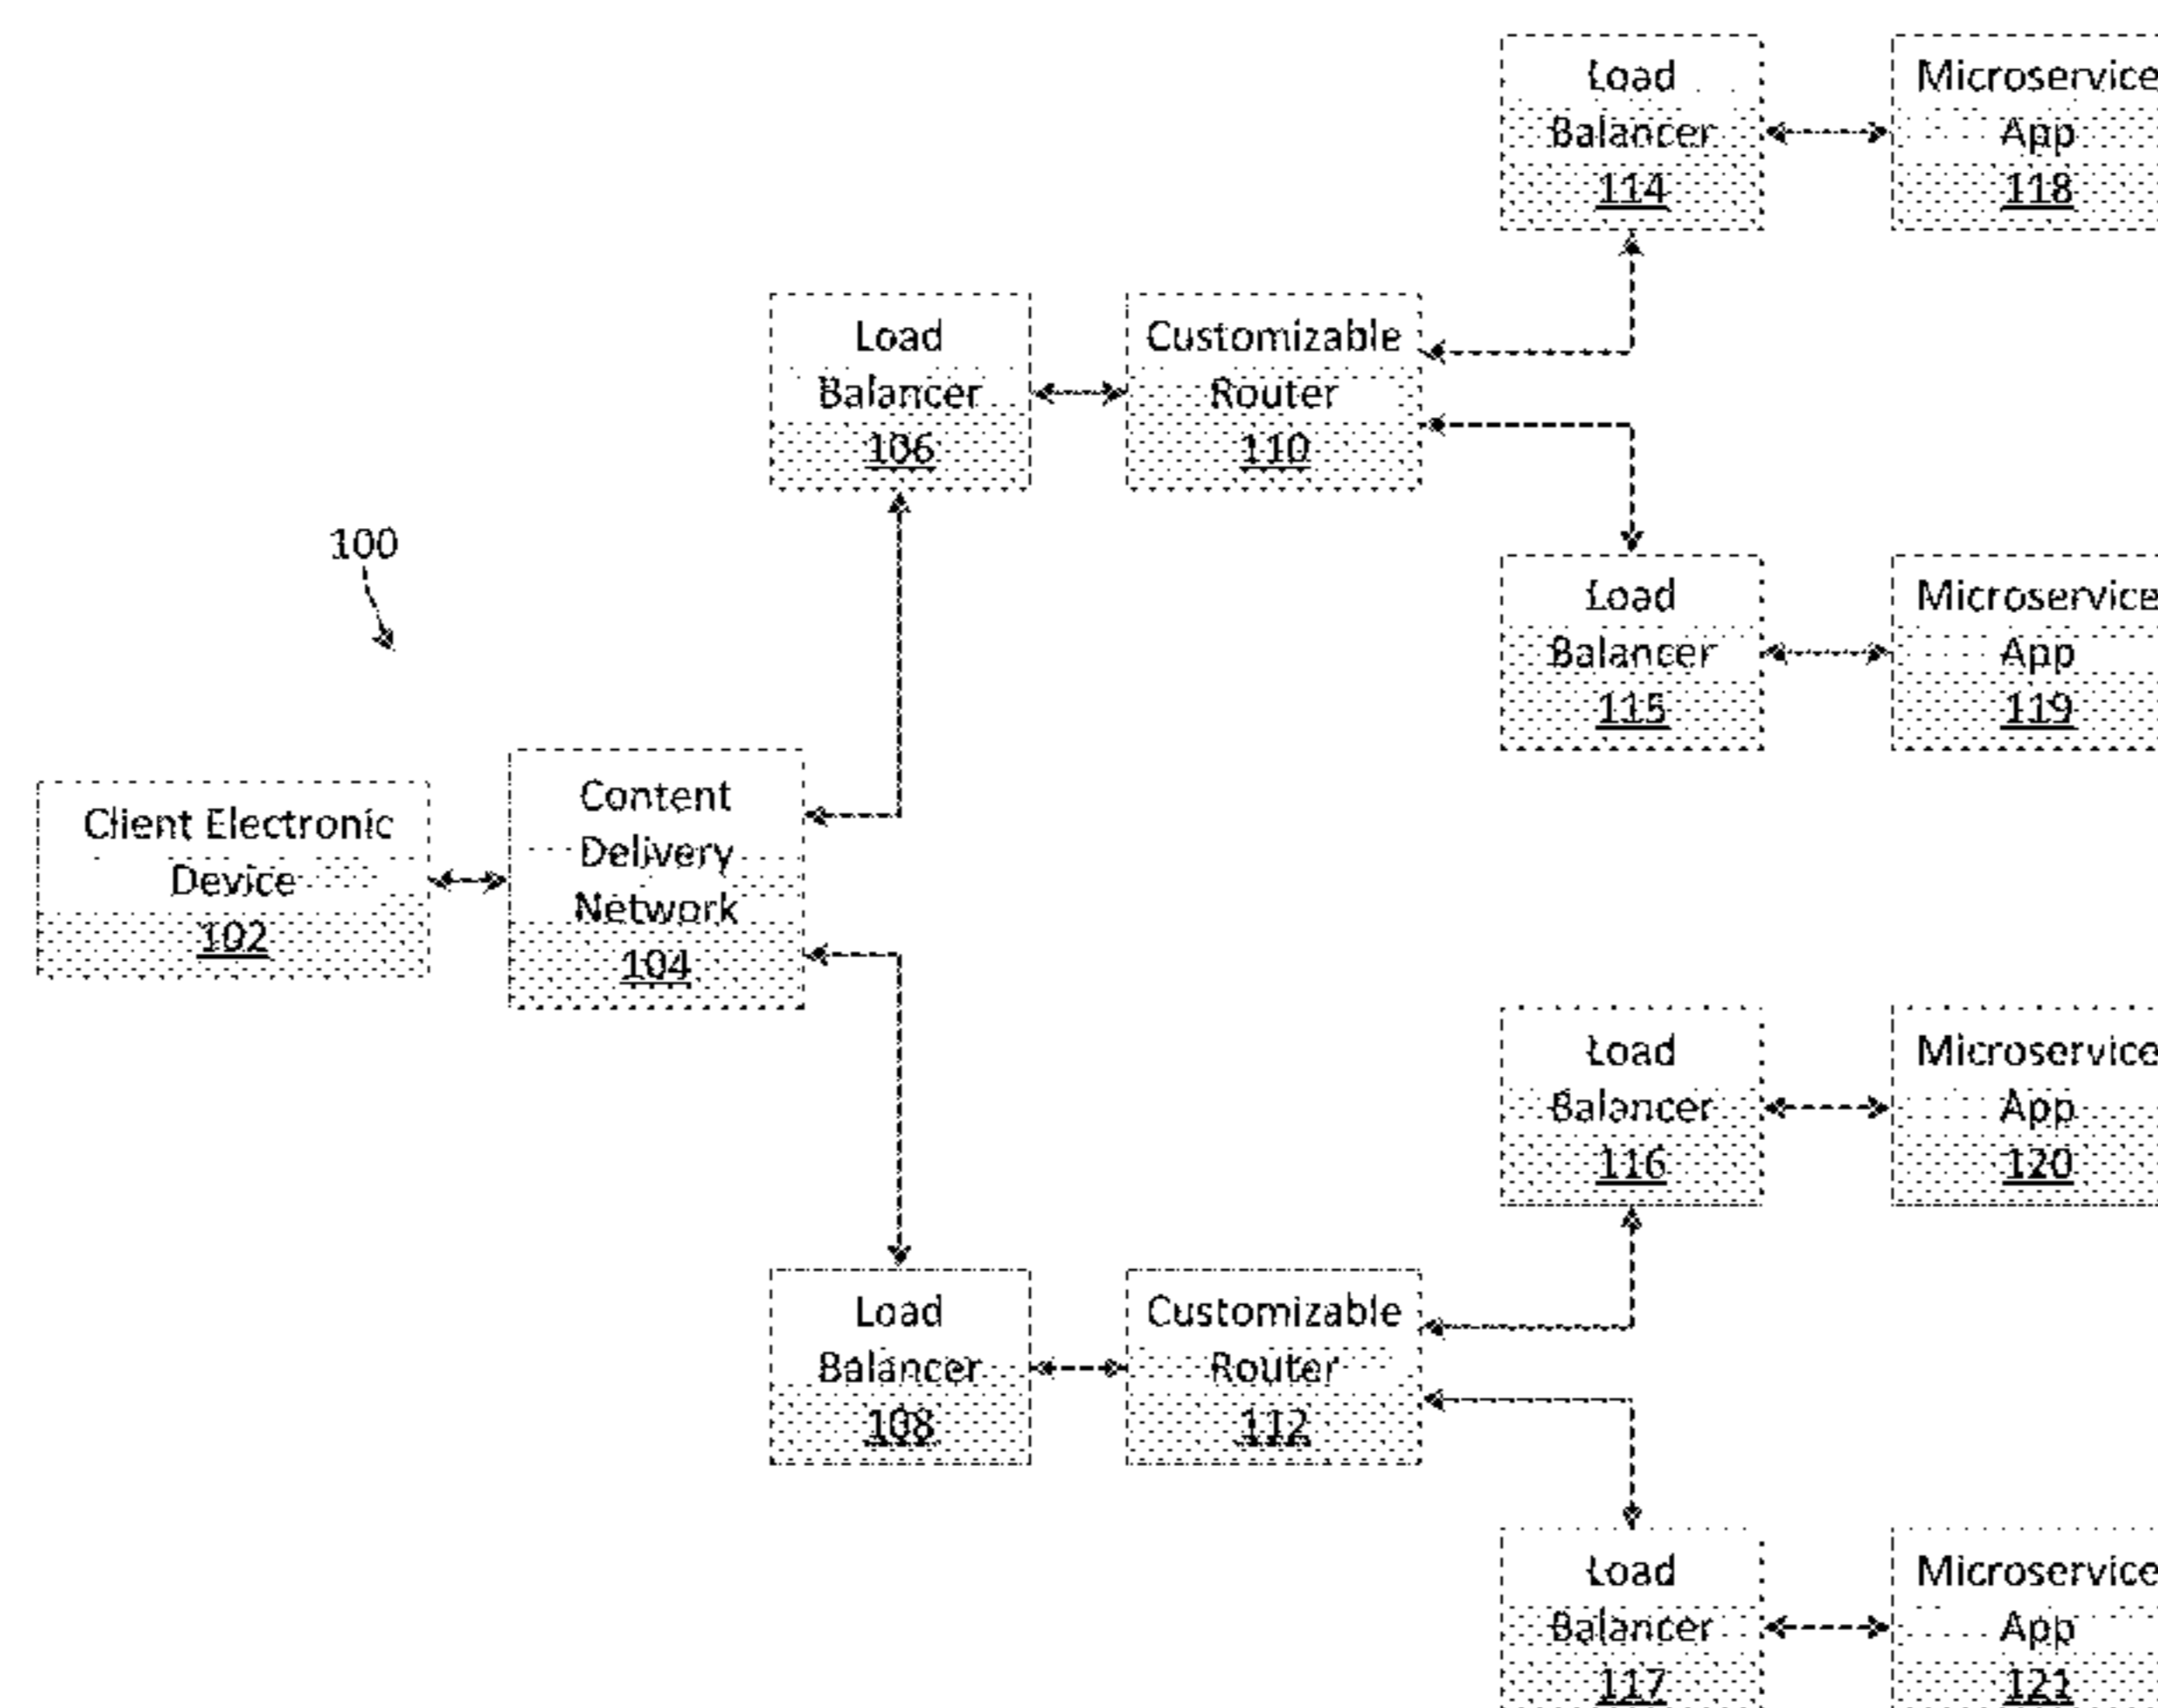 Load
Balancer
114
Microservice
App
118
Load
Balancer
106
Customizable
Router
110
100
Load
Balancer
115
Microservice
App
119
Client Electronic
Device
102
Content
Delivery
Network
104
Load
Balancer
116
Microservice
App
120
Load
Balancer
108
Customizable
Router
112
Load
Balancer
117
Microservice
App
121